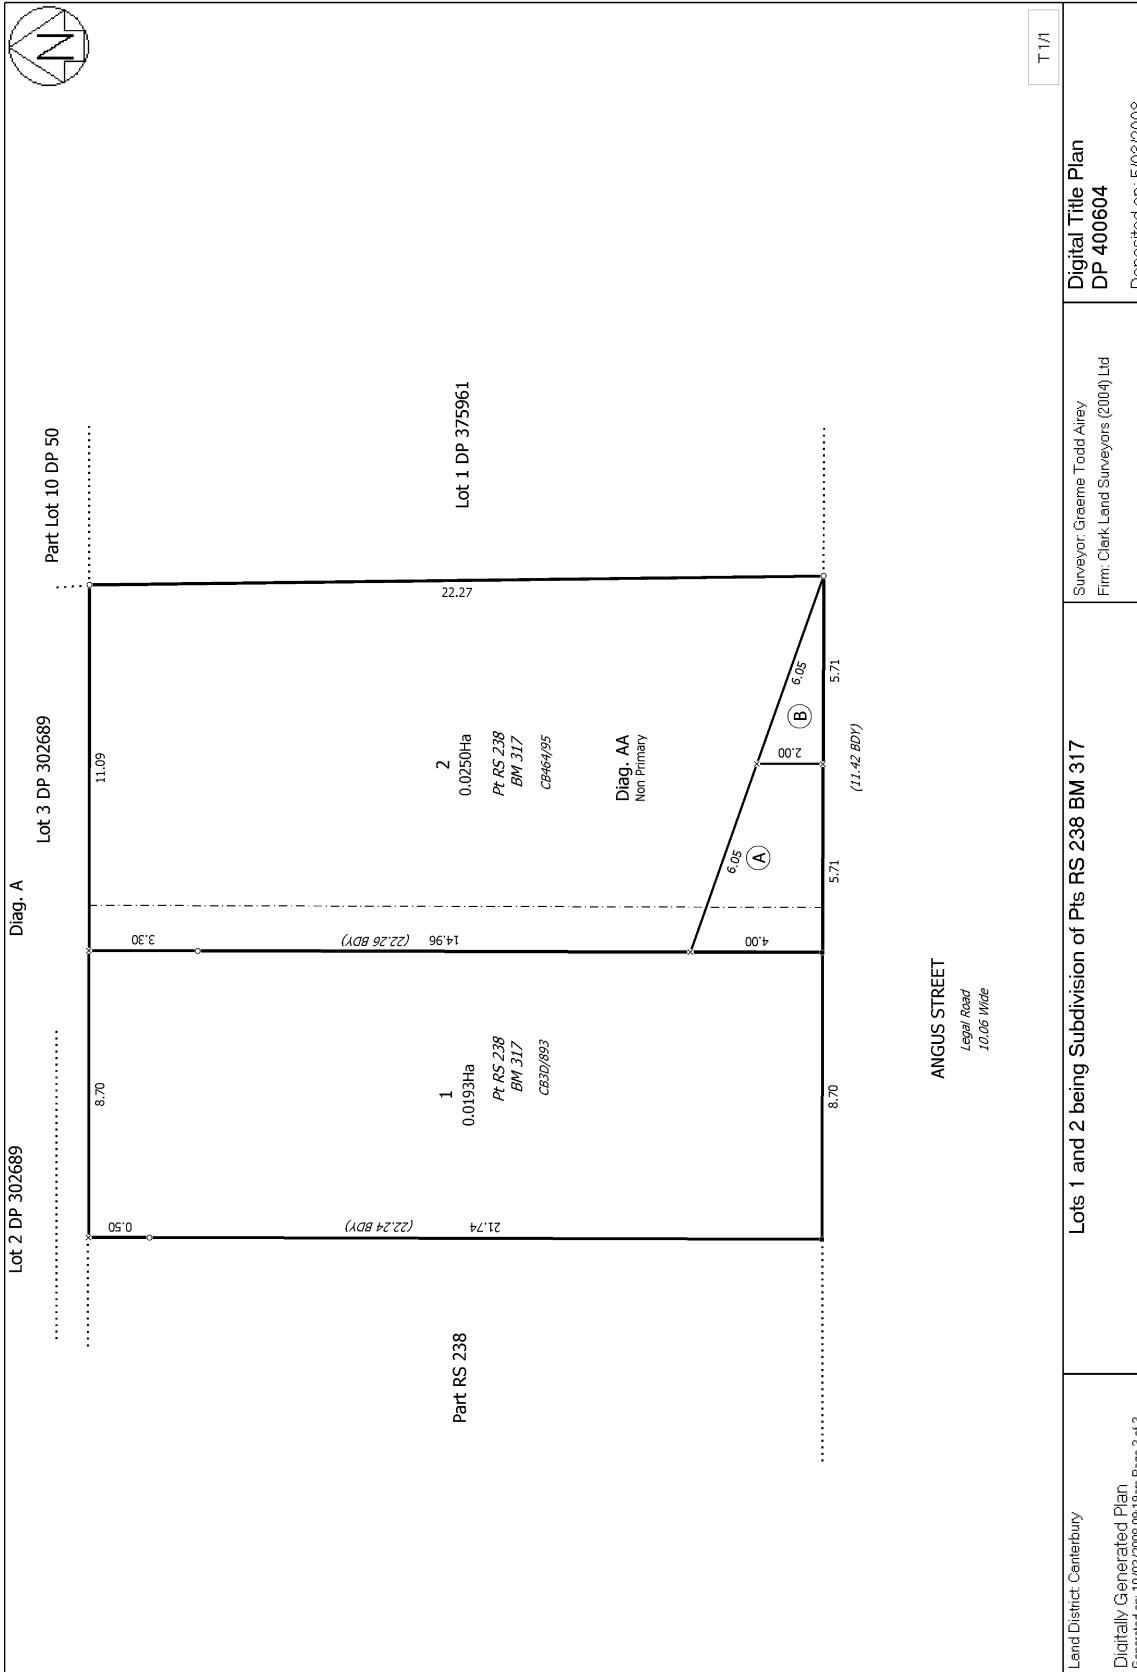 N
T 1/1
Lot 2 DP 302689
Diag. A
Lot 3 DP 302689
Part Lot 10 DP 50
8.70
11.09
0.50
3.30
(22.24 BDY)
21.74
(22.26 BDY)
14.96
22.27
Part RS 238
1
0.0193Ha
Pt RS 238
BM 317
CB3D/893
2
0.0250Ha
Pt RS 238
BM 317
CB464/95
Lot 1 DP 375961
Diag. AA
Non Primary
6.05
A
6.05
B
4.00
2.00
8.70
5.71
5.71
(11.42 BDY)
ANGUS STREET
Legal Road
10.06 Wide
Land District: Canterbury
Digitally Generated Plan
Lots 1 and 2 being Subdivision of Pts RS 238 BM 317
Surveyor: Graeme Todd Airey
Firm: Clark Land Surveyors (2004) Ltd
Digital Title Plan
DP 400604